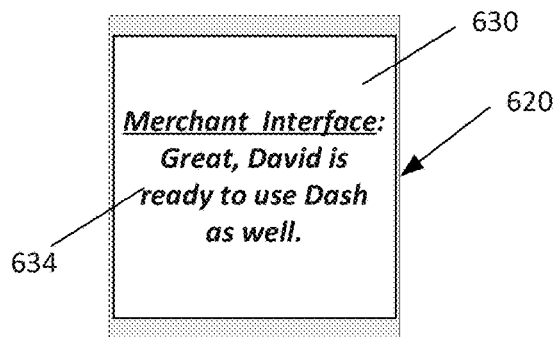 630
620
Merchant Interface:
Great, David is
ready to use Dash
as well.
634